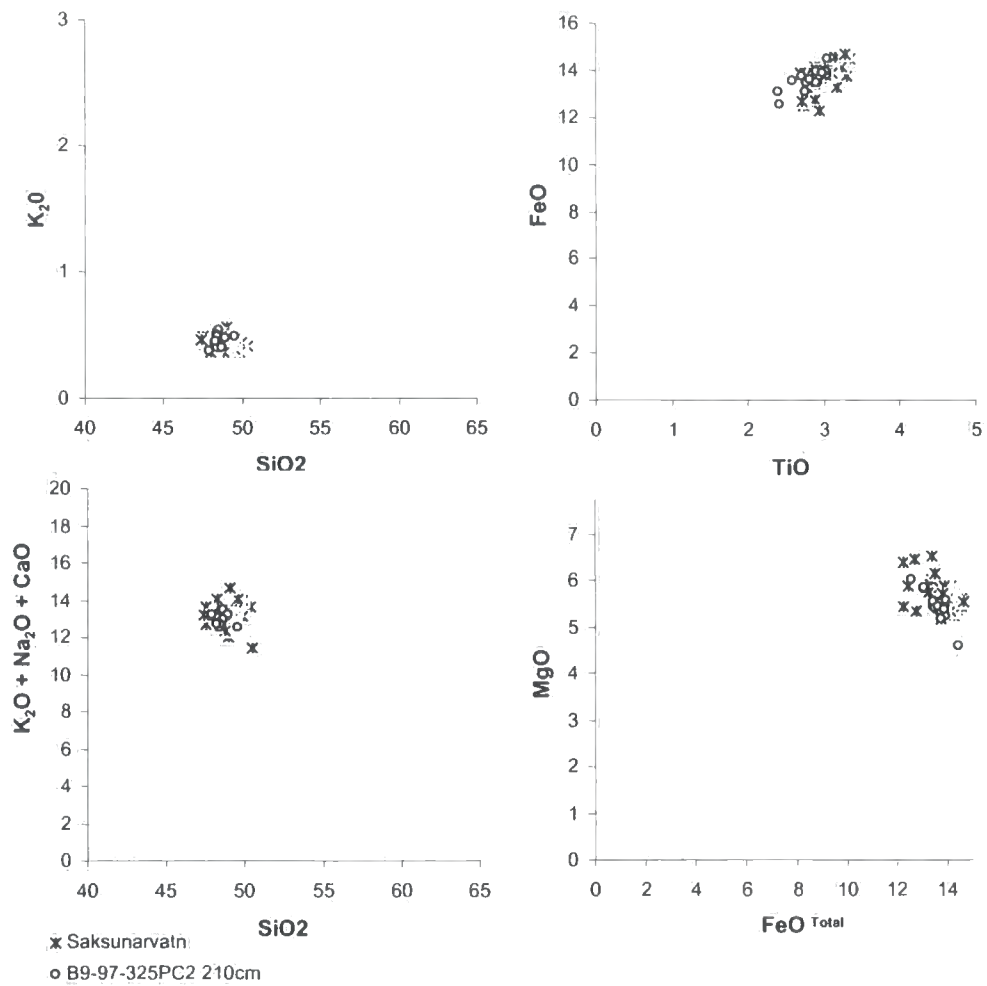 3
2
1
0
K₂0
40 45 50 55 60 65
SiO2
16
14
12
10
8
6
4
2
0
FeO
0 1 2 3 4 5
TiO
20
18
16
14
12
10
8
6
4
2
0
K₂O + Na₂O + CaO
40 45 50 55 60 65
SiO2
7
6
5
4
3
2
1
0
MgO
0 2 4 6 8 10 12 14
FeO Total
Saksunarvatn
B9-97-325PC2 210cm